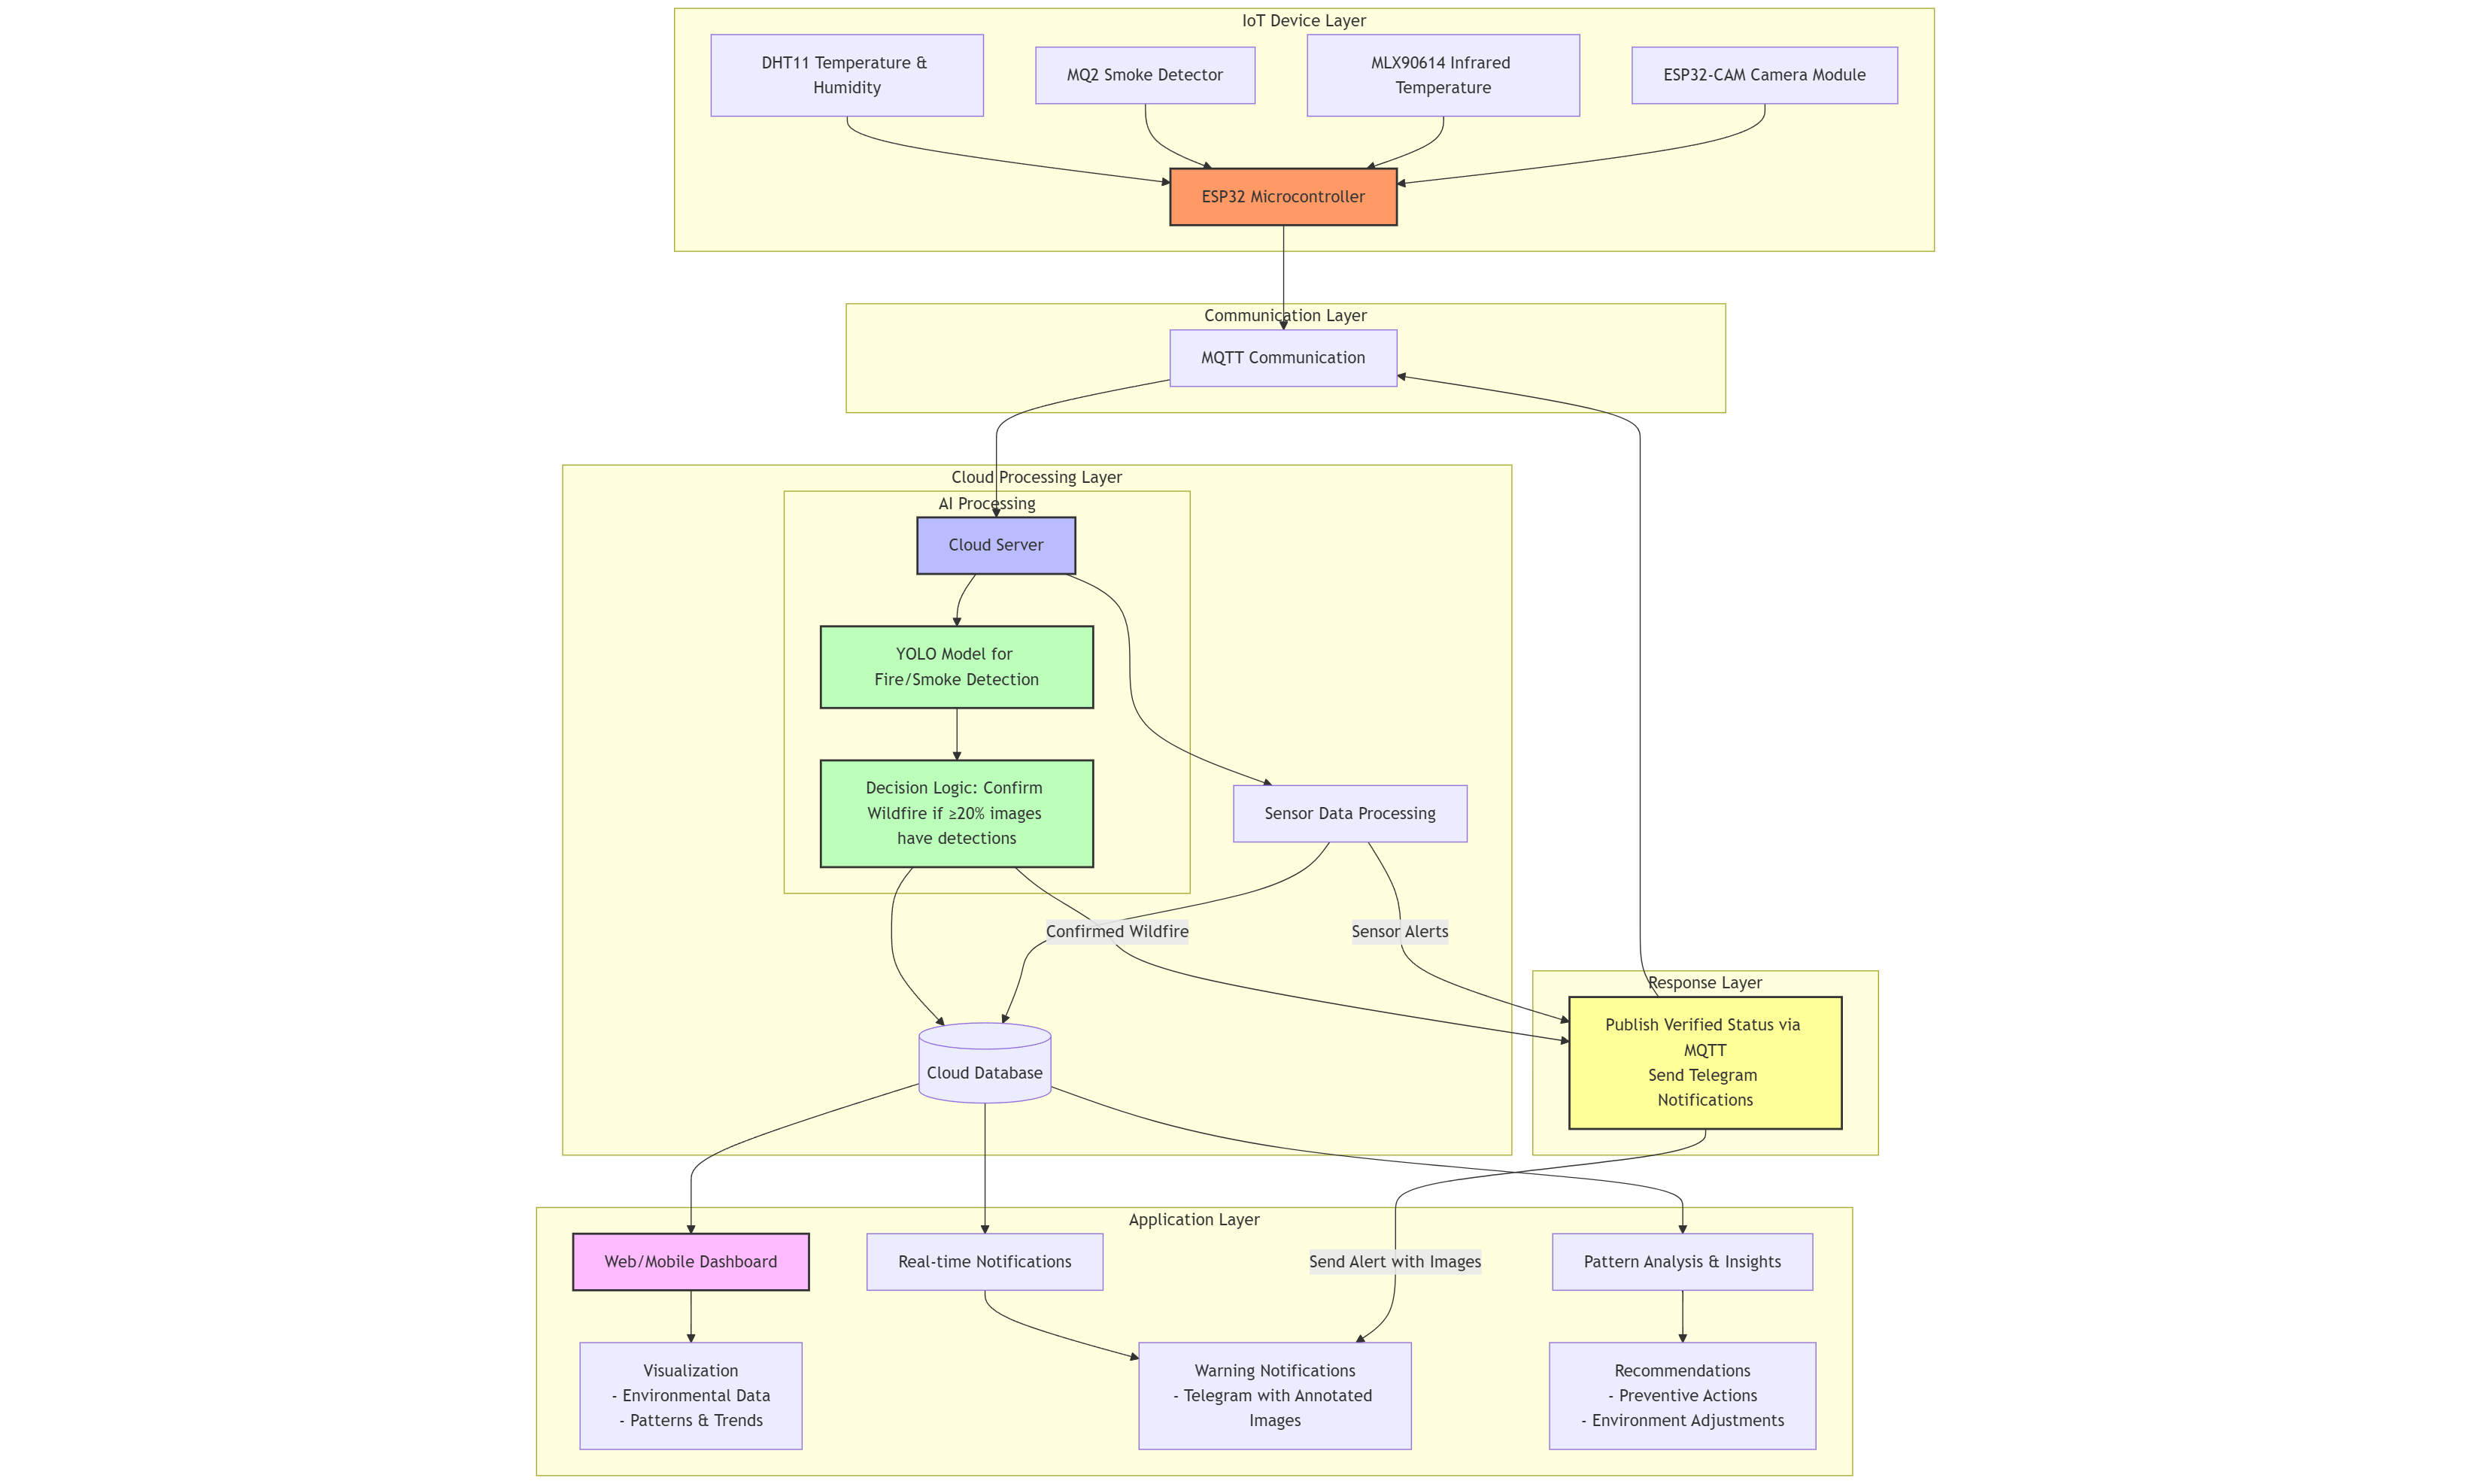 IoT Device Layer
DHT11 Temperature &
Humidity
MQ2 Smoke Detector
MLX90614 Infrared
Temperature
ESP32-CAM Camera Module
ESP32 Microcontroller
Communication Layer
MQTT Communication
Cloud Processing Layer
AI Processing
Cloud Server
YOLO Model for
Fire/Smoke Detection
Decision Logic: Confirm
Wildfire if ≥20% images
have detections
Sensor Data Processing
Confirmed Wildfire
Sensor Alerts
Response Layer
Publish Verified Status via
MQTT
Send Telegram
Notifications
Cloud Database
Application Layer
Web/Mobile Dashboard
Real-time Notifications
Send Alert with Images
Pattern Analysis & Insights
Visualization
- Environmental Data
- Patterns & Trends
Warning Notifications
- Telegram with Annotated
Images
Recommendations
- Preventive Actions
- Environment Adjustments